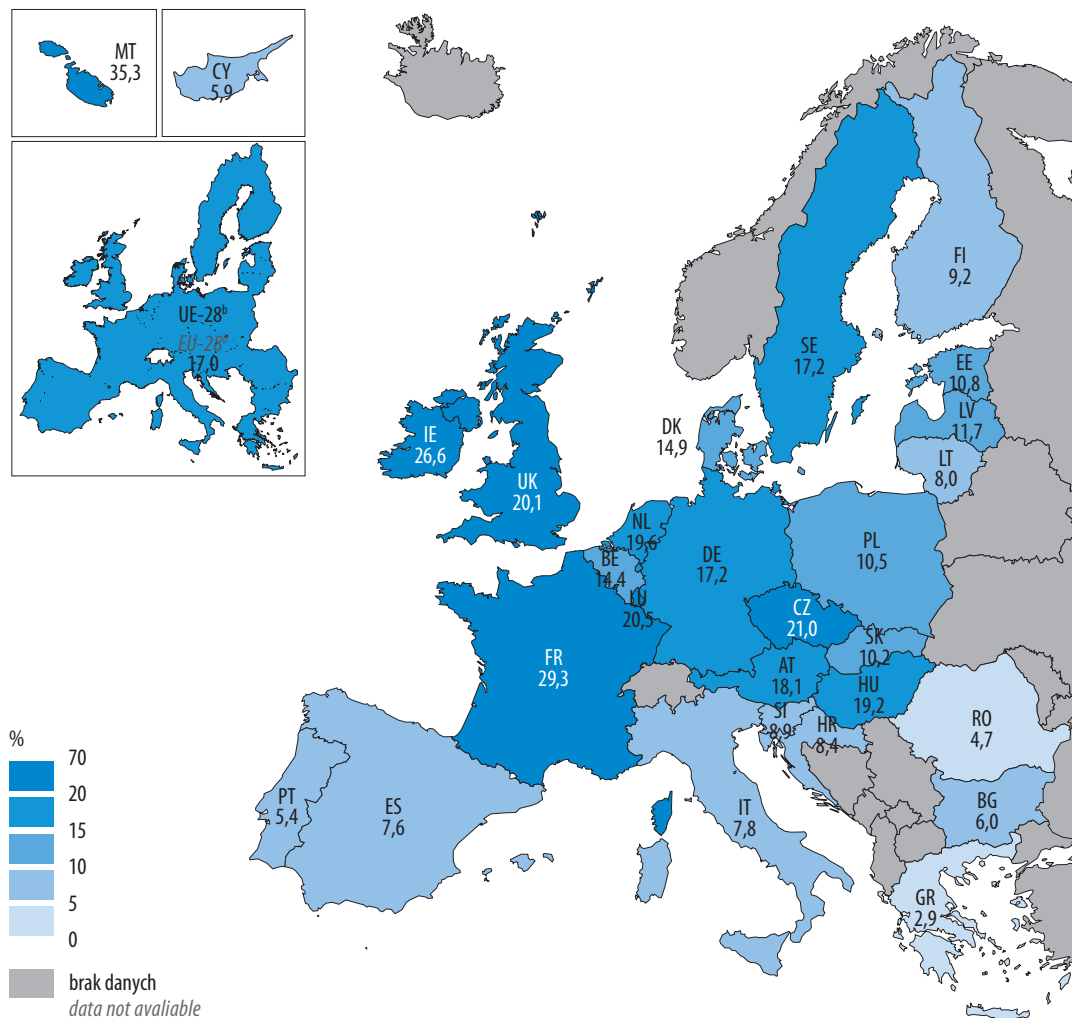 MT
35,3
CY
5,9
UE-28ᵇ
EU-28ᵇ
17,0
FI
9,2
SE
17,2
EE
10,8
LV
11,7
DK
14,9
LT
8,0
IE
26,6
UK
20,1
NL
19,6
BE
14,4
LU
20,5
DE
17,2
PL
10,5
CZ
21,0
SK
10,2
FR
29,3
AT
18,1
HU
19,2
SI
8,9
HR
8,4
RO
4,7
PT
5,4
ES
7,6
IT
7,8
BG
6,0
GR
2,9
%
70
20
15
10
5
0
brak danych
data not avaliable